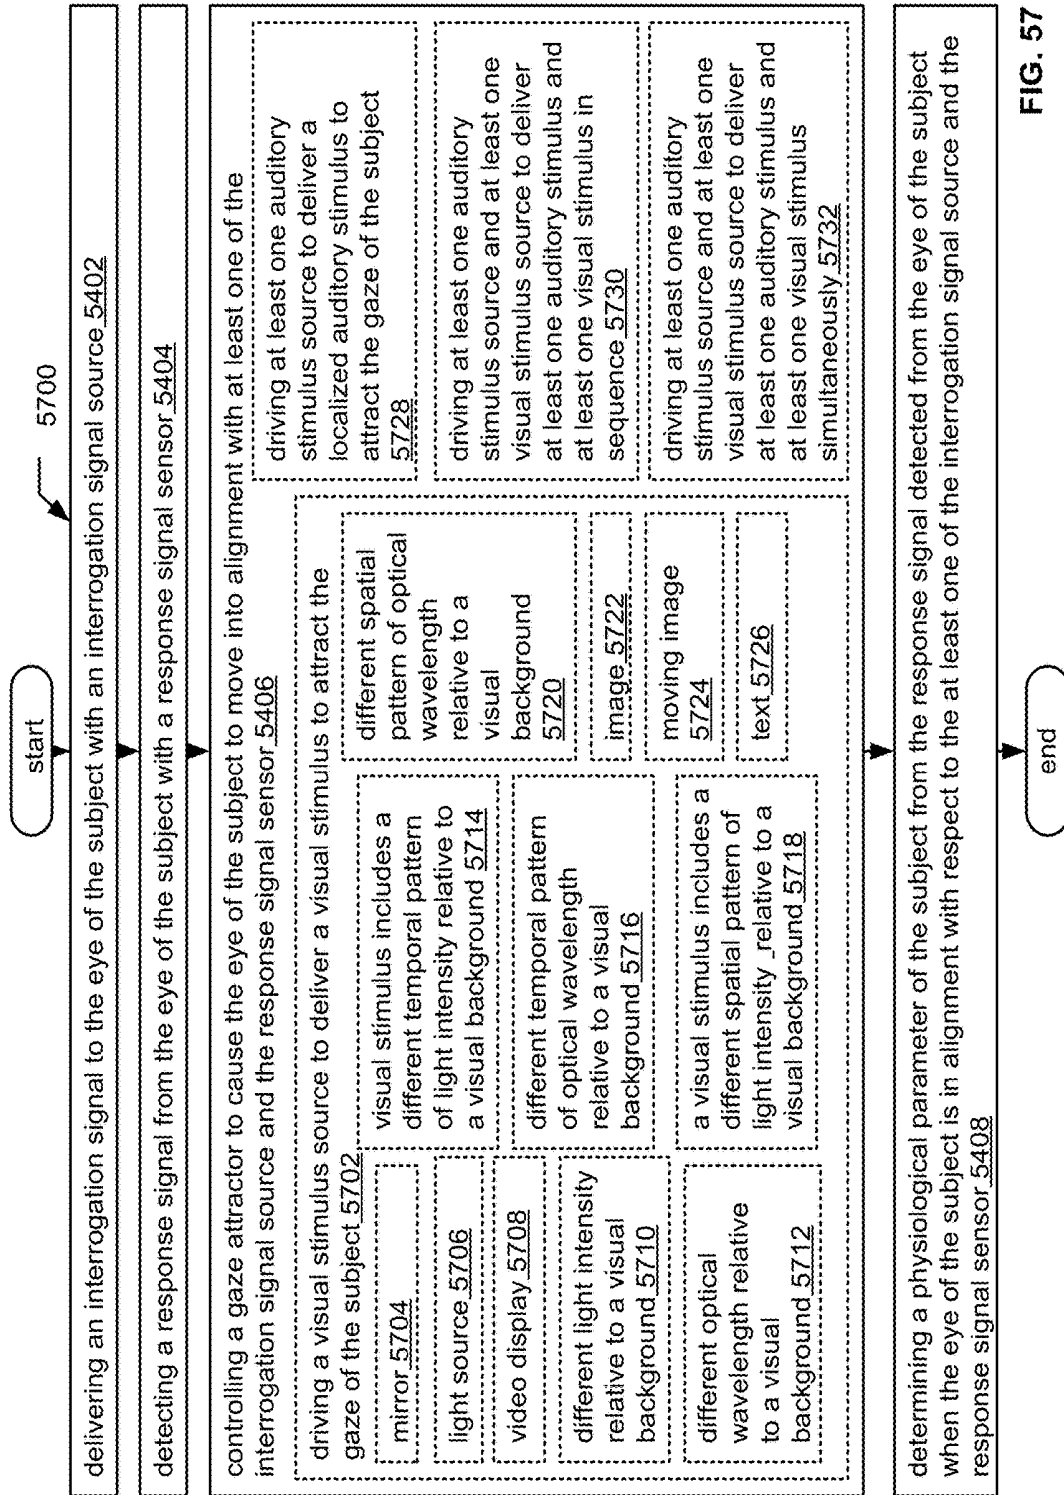 start
5700
delivering an interrogation signal to the eye of the subject with an interrogation signal source 5402
detecting a response signal from the eye of the subject with a response signal sensor 5404
controlling a gaze attractor to cause the eye of the subject to move into alignment with at least one of the
interrogation signal source and the response signal sensor 5406
driving a visual stimulus source to deliver a visual stimulus to attract the
gaze of the subject 5702
mirror 5704
light source 5706
video display 5708
different light intensity
relative to a visual
background 5710
different optical
wavelength relative
to a visual
background 5712
visual stimulus includes a
different temporal pattern
of light intensity relative to
a visual background 5714
different temporal pattern
of optical wavelength
relative to a visual
background 5716
a visual stimulus includes a
different spatial pattern of
light intensity relative to a
visual background 5718
different spatial
pattern of optical
wavelength
relative to a
visual
background
5720
image 5722
moving image
5724
text 5726
driving at least one auditory
stimulus source to deliver a
localized auditory stimulus to
attract the gaze of the subject
5728
driving at least one auditory
stimulus source and at least one
visual stimulus source to deliver
at least one auditory stimulus and
at least one visual stimulus in
sequence 5730
driving at least one auditory
stimulus source and at least one
visual stimulus source to deliver
at least one auditory stimulus and
at least one visual stimulus
simultaneously 5732
determining a physiological parameter of the subject from the response signal detected from the eye of the subject
when the eye of the subject is in alignment with respect to the at least one of the interrogation signal source and the
response signal sensor 5408
end
FIG. 57